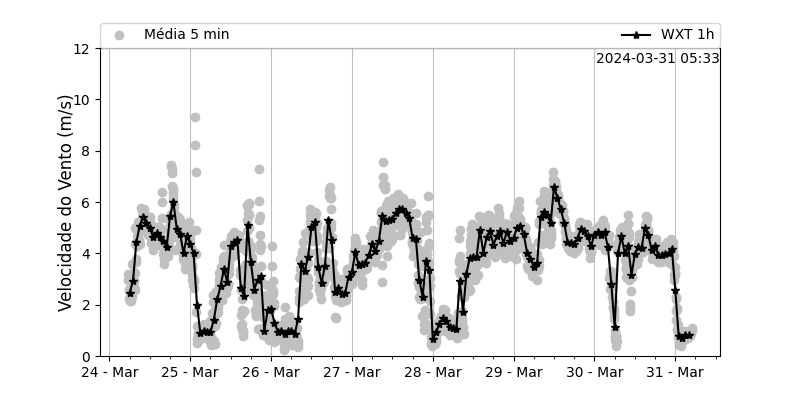 Média 5 min
WXT 1h
2024-03-31 05:33
Velocidade do Vento (m/s)
12
10
8
6
4
2
0
24 - Mar
25 - Mar
26 - Mar
27 - Mar
28 - Mar
29 - Mar
30 - Mar
31 - Mar